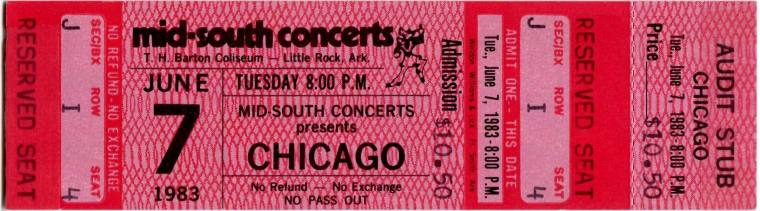 RESERVED SEAT
SEC/BX ROW SEAT
J I 4
NO REFUND-NO EXCHANGE
mid-south concerts
T. H. Barton Coliseum — Little Rock, Ark.
JUNE
7
1983
TUESDAY 8:00 P.M.
MID-SOUTH CONCERTS
presents
CHICAGO
No Refund — No Exchange
NO PASS OUT
Admission $10.50
Tue., June 7, 1983-8:00 P.M.
ADMIT ONE--THIS DATE
SEC/BX ROW SEAT
J I 4
RESERVED SEAT
Tue., June 7, 1983-8:00 P.M.
Price $10.50
AUDIT STUB
CHICAGO